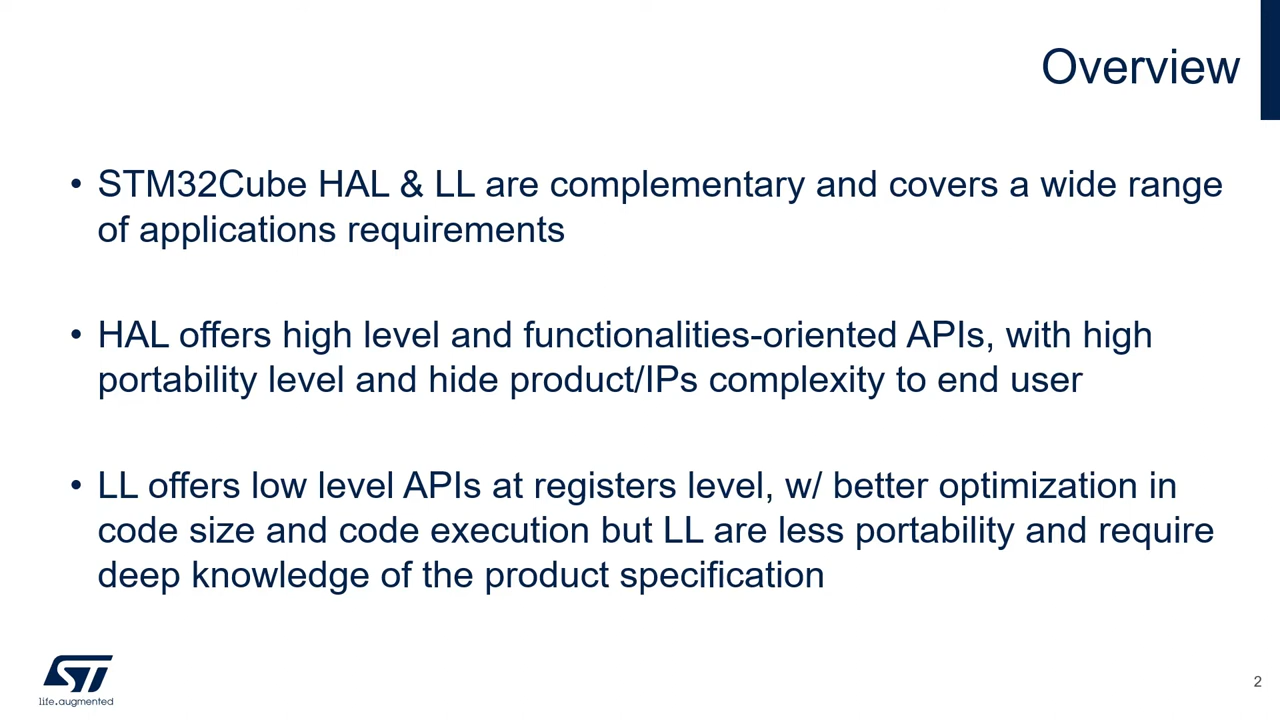 Overview
• STM32Cube HAL & LL are complementary and covers a wide range
of applications requirements
• HAL offers high level and functionalities-oriented APIs, with high
portability level and hide product/IPs complexity to end user
• LL offers low level APIs at registers level, w/ better optimization in
code size and code execution but LL are less portability and require
deep knowledge of the product specification
ST
life.augmented
2